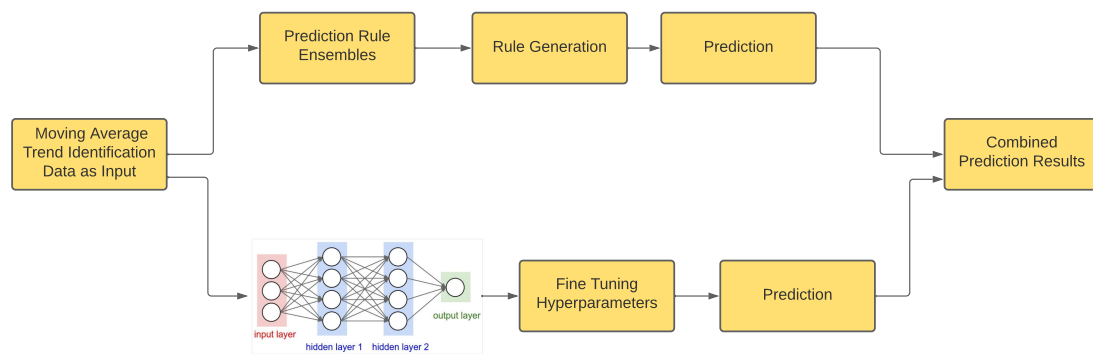 Prediction Rule
Ensembles
Rule Generation
Prediction
Moving Average
Trend Identification
Data as Input
Combined
Prediction Results
input layer
hidden layer 1
hidden layer 2
output layer
Fine Tuning
Hyperparameters
Prediction